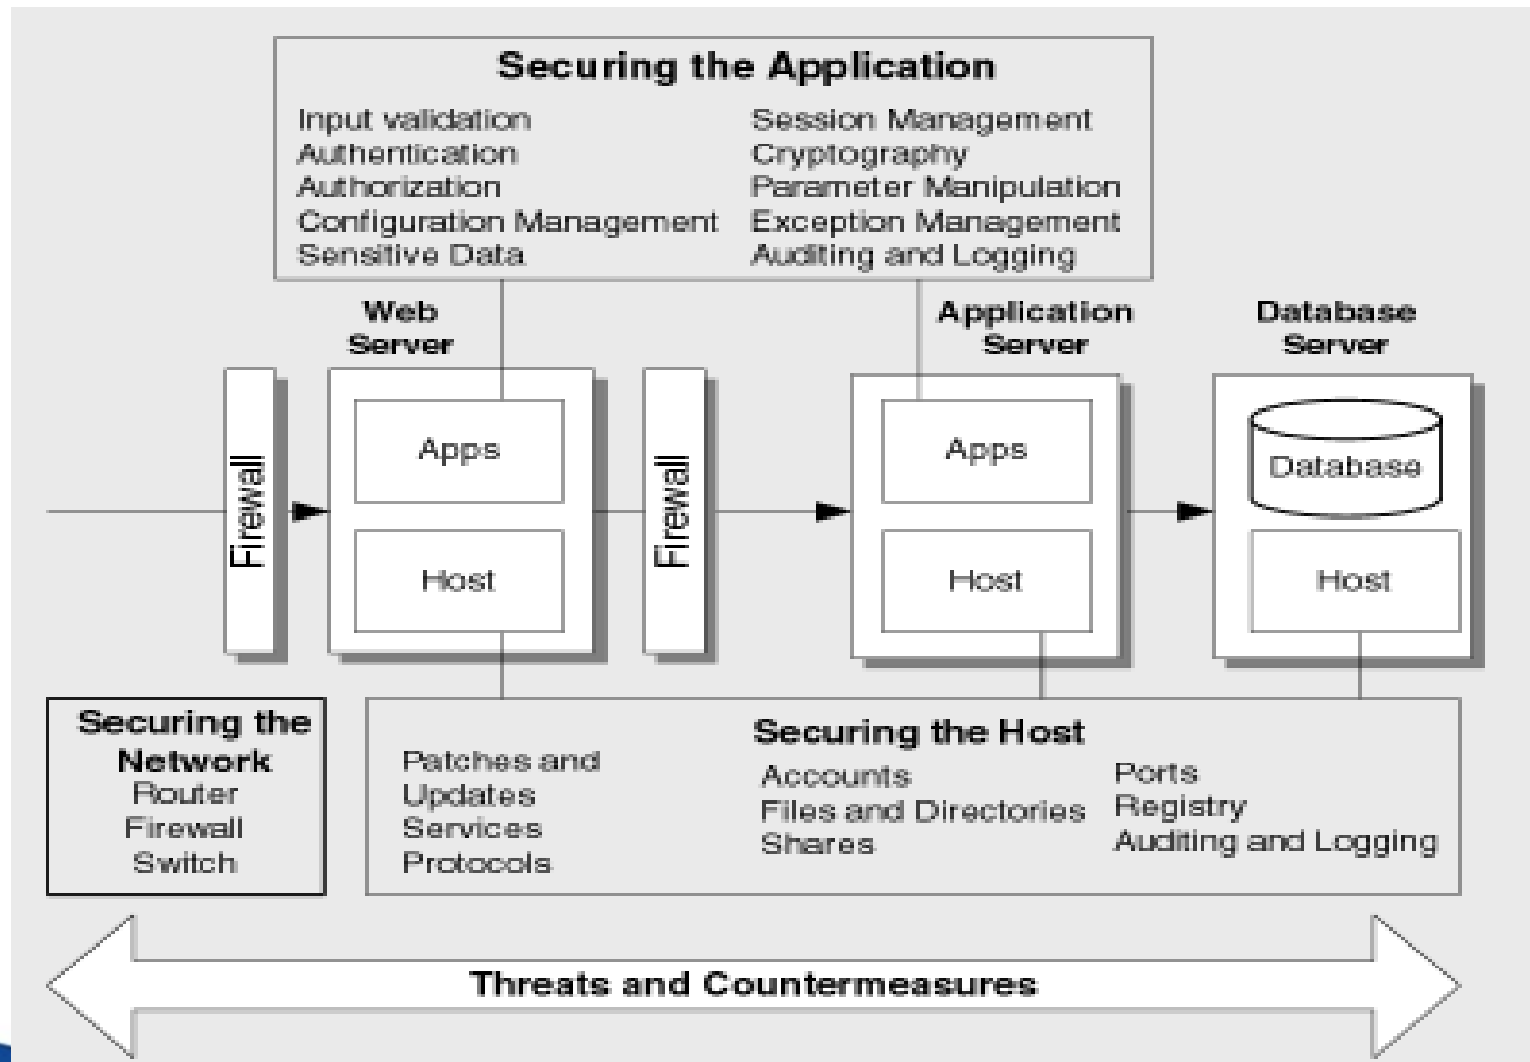 Securing the Application
Input validation
Authentication
Authorization
Configuration Management
Sensitive Data
Session Management
Cryptography
Parameter Manipulation
Exception Management
Auditing and Logging
Web
Server
Application
Server
Database
Server
Firewall
Apps
Host
Firewall
Apps
Host
Database
Host
Securing the
Network
Router
Firewall
Switch
Securing the Host
Patches and
Updates
Services
Protocols
Accounts
Files and Directories
Shares
Ports
Registry
Auditing and Logging
Threats and Countermeasures